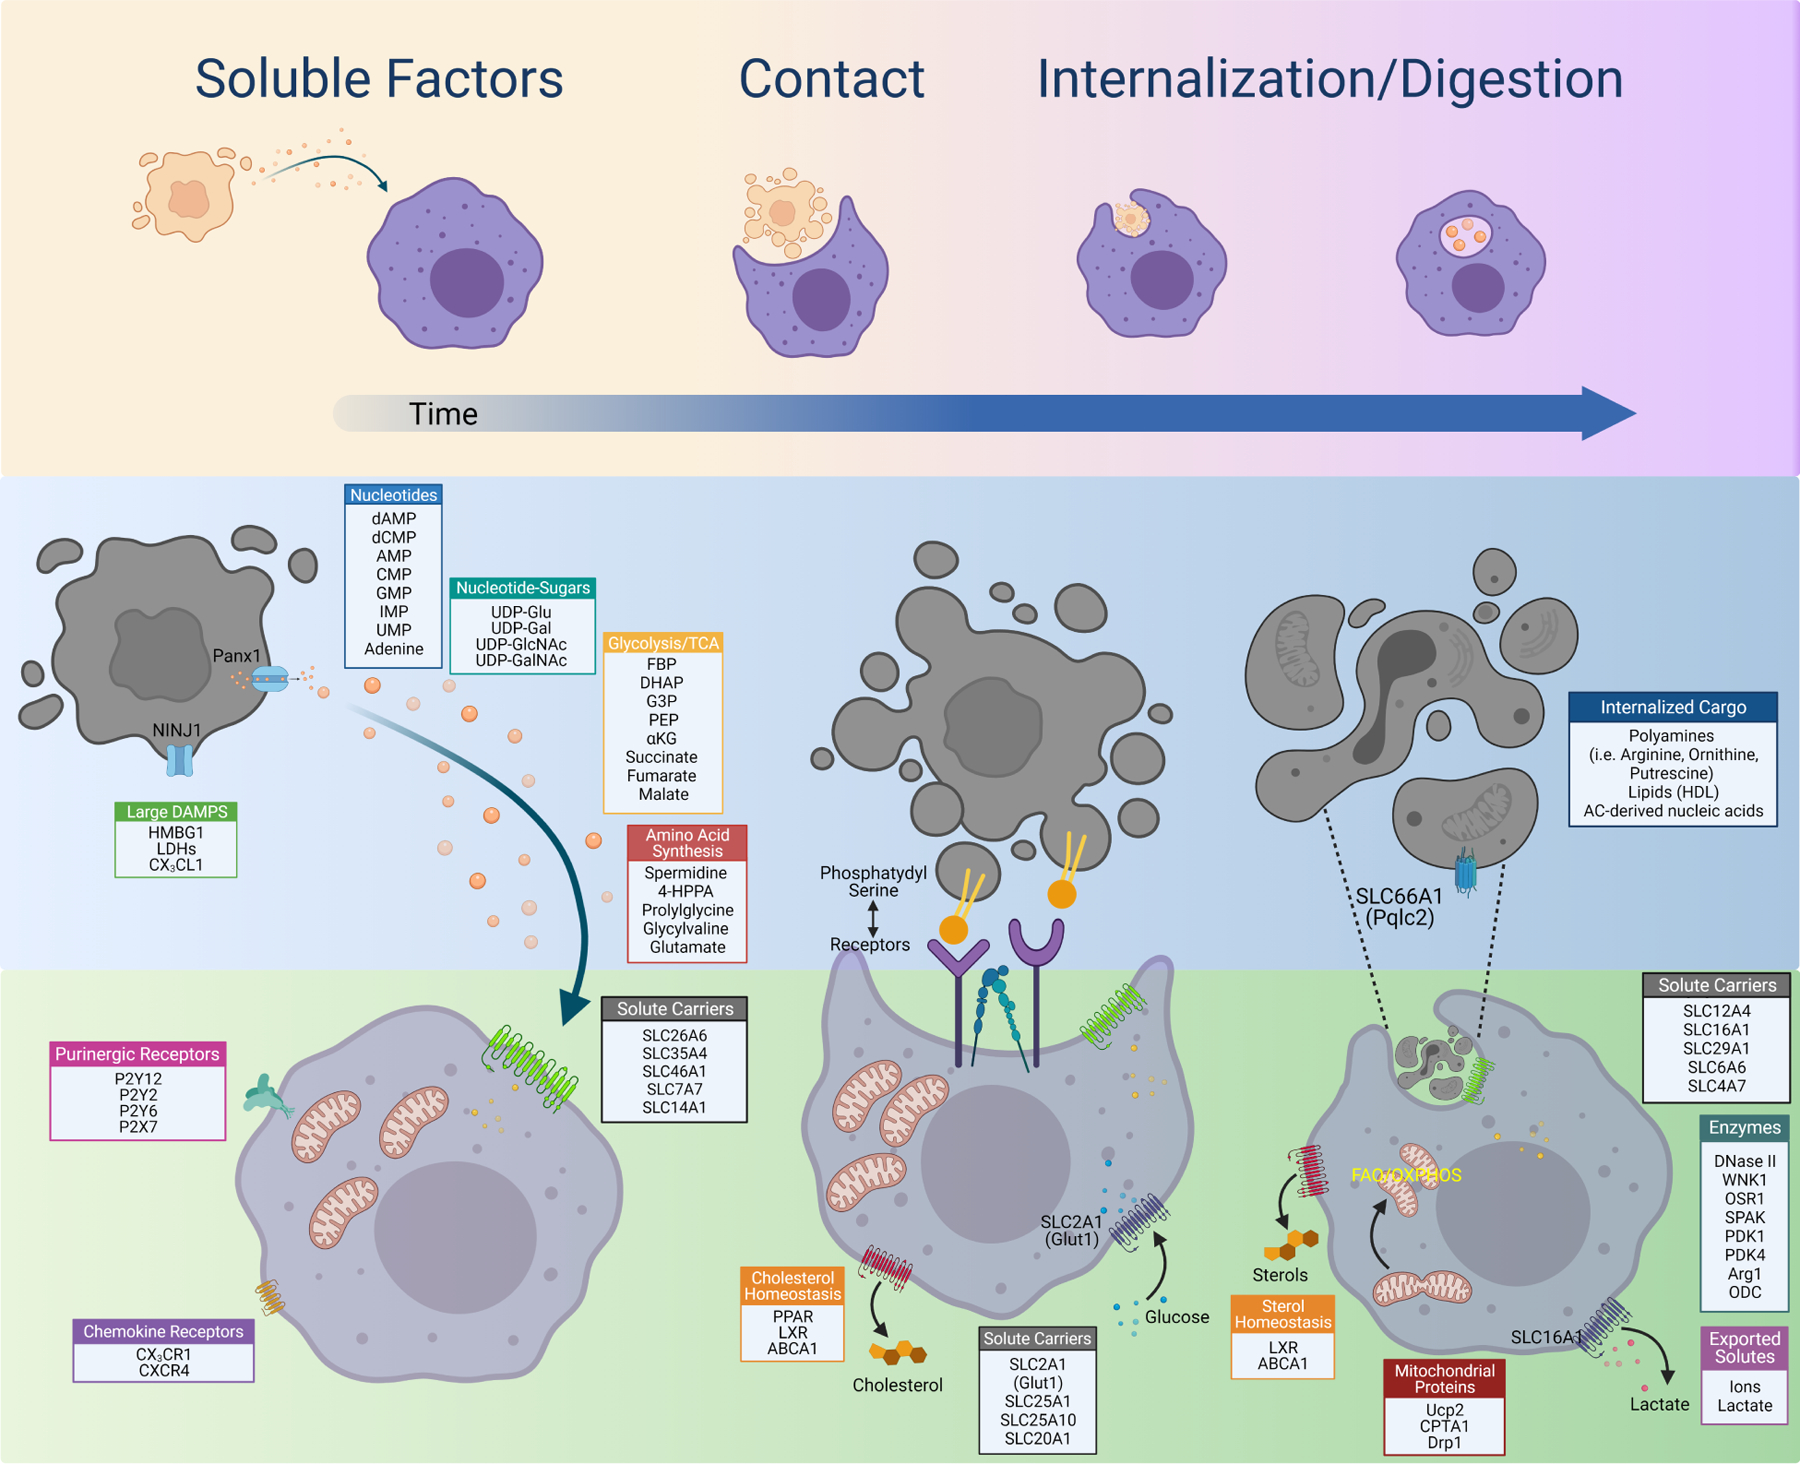 Soluble Factors
Contact
Internalization/Digestion
Time
Nucleotides
dAMP
dCMP
AMP
CMP
GMP
IMP
UMP
Adenine
Nucleotide-Sugars
UDP-Glu
UDP-Gal
UDP-GlcNAc
UDP-GalNAc
Glycolysis/TCA
FBP
DHAP
G3P
PEP
αKG
Succinate
Fumarate
Malate
Amino Acid
Synthesis
Spermidine
4-HPPA
Prolylglycine
Glycylvaline
Glutamate
Panx1
NINJ1
Large DAMPS
HMBG1
LDHs
CX₃CL1
Phosphatydyl
Serine
Receptors
Internalized Cargo
Polyamines
(i.e. Arginine, Ornithine,
Putrescine)
Lipids (HDL)
AC-derived nucleic acids
SLC66A1
(Pqlc2)
Purinergic Receptors
P2Y12
P2Y2
P2Y6
P2X7
Chemokine Receptors
CX₃CR1
CXCR4
Solute Carriers
SLC26A6
SLC35A4
SLC46A1
SLC7A7
SLC14A1
SLC2A1
(Glut1)
Glucose
Cholesterol
Homeostasis
PPAR
LXR
ABCA1
Cholesterol
Solute Carriers
SLC2A1
(Glut1)
SLC25A1
SLC25A10
SLC20A1
Solute Carriers
SLC12A4
SLC16A1
SLC29A1
SLC6A6
SLC4A7
Enzymes
DNase II
WNK1
OSR1
SPAK
PDK1
PDK4
Arg1
ODC
FAO/OXPHOS
Sterols
Sterol
Homeostasis
LXR
ABCA1
Mitochondrial
Proteins
Ucp2
CPTA1
Drp1
SLC16A1
Lactate
Exported
Solutes
Ions
Lactate